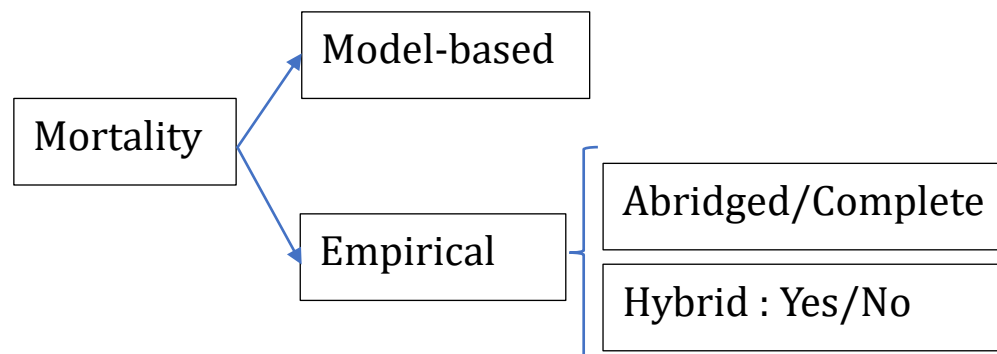 Model-based
Mortality
Empirical
Abridged/Complete
Hybrid : Yes/No